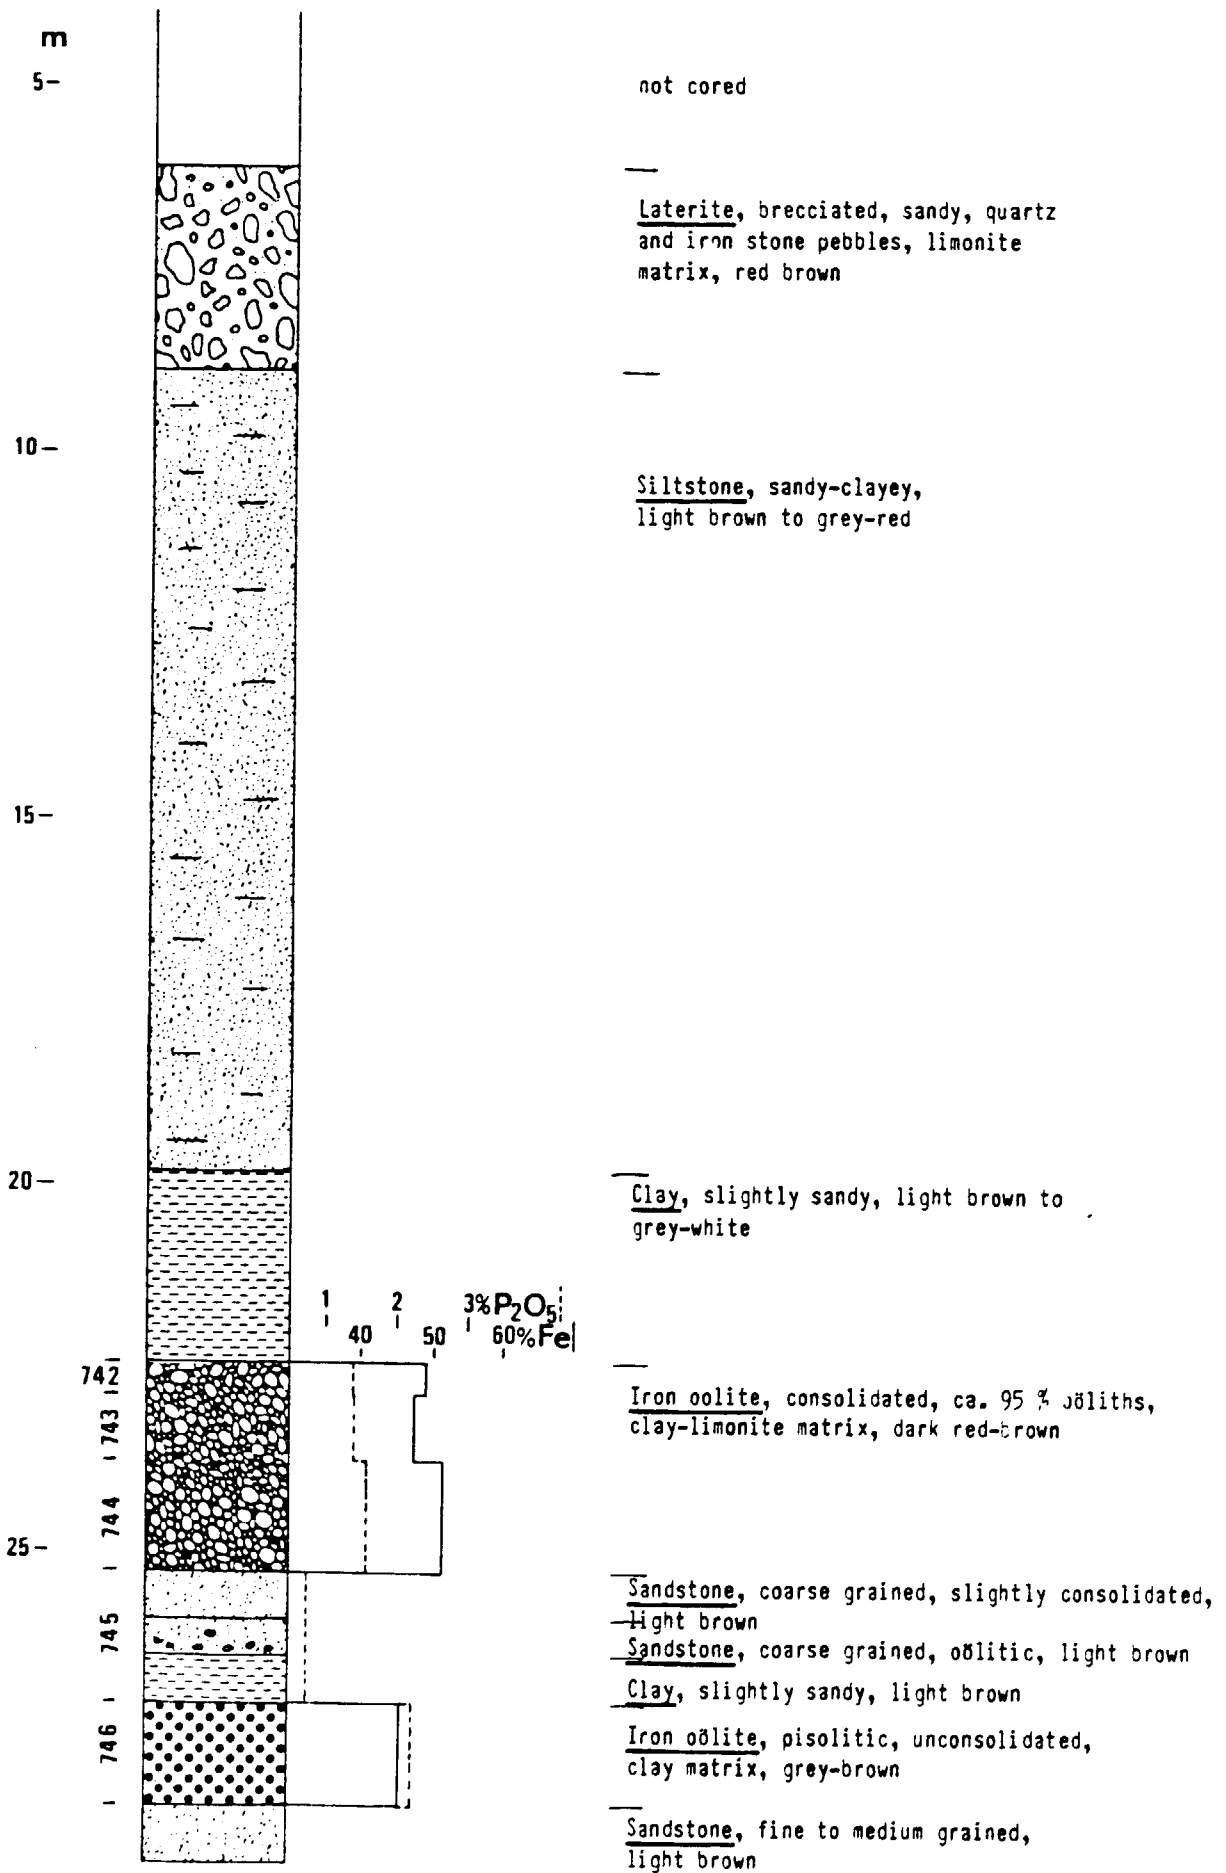 m
5–
not cored
Laterite, brecciated, sandy, quartz
and iron stone pebbles, limonite
matrix, red brown
10–
Siltstone, sandy-clayey,
light brown to grey-red
15–
20–
Clay, slightly sandy, light brown to
grey-white
1 2 3% P₂O₅
40 50 60% Fe
742
743
744
Iron oolite, consolidated, ca. 95 % oöliths,
clay-limonite matrix, dark red-brown
25–
745
Sandstone, coarse grained, slightly consolidated,
light brown
Sandstone, coarse grained, oölitic, light brown
Clay, slightly sandy, light brown
746
Iron oölite, pisolitic, unconsolidated,
clay matrix, grey-brown
Sandstone, fine to medium grained,
light brown